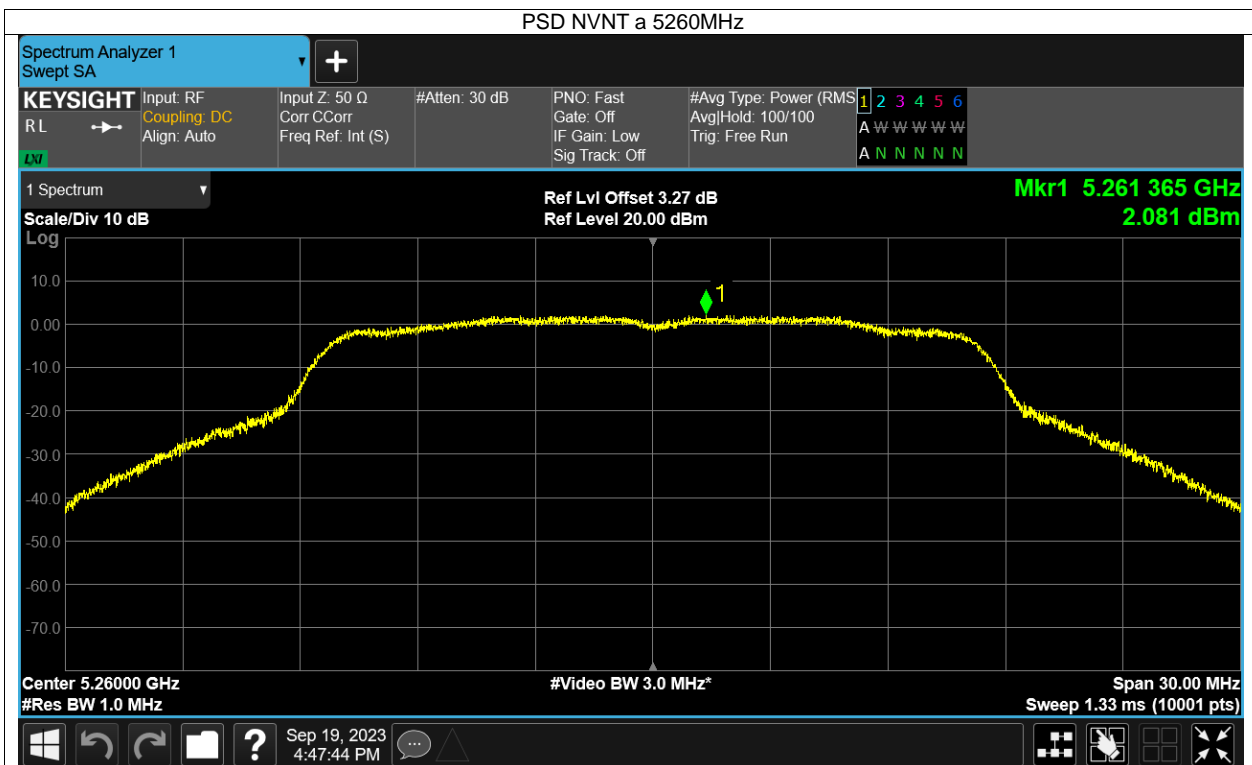 PSD NVNT a 5260MHz
Spectrum Analyzer 1
Swept SA
KEYSIGHT
R L
LXI
Input: RF
Coupling: DC
Align: Auto
Input Z: 50 Ω
Corr CCorr
Freq Ref: Int (S)
#Atten: 30 dB
PNO: Fast
Gate: Off
IF Gain: Low
Sig Track: Off
#Avg Type: Power (RMS
Avg|Hold: 100/100
Trig: Free Run
1 2 3 4 5 6
A W W W W W
A N N N N N
1 Spectrum
Scale/Div 10 dB
Ref Lvl Offset 3.27 dB
Ref Level 20.00 dBm
Mkr1 5.261 365 GHz
2.081 dBm
Log
10.0
0.00
-10.0
-20.0
-30.0
-40.0
-50.0
-60.0
-70.0
1
Center 5.26000 GHz
#Res BW 1.0 MHz
#Video BW 3.0 MHz*
Span 30.00 MHz
Sweep 1.33 ms (10001 pts)
?
Sep 19, 2023
4:47:44 PM